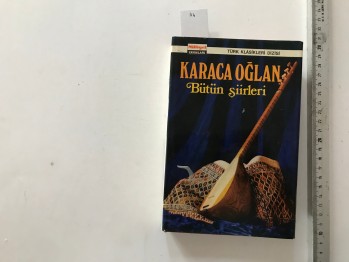 TÜRK KLASİKLERİ DİZİSİ
KARACA OĞLAN
Bütün şiirleri